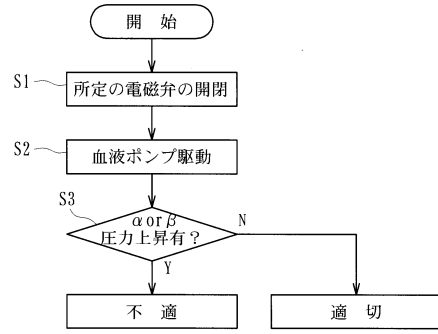 開 始
S1
所定の電磁弁の開閉
S2
血液ポンプ駆動
S3
α or β
圧力上昇有？
N
Y
不 適
適 切